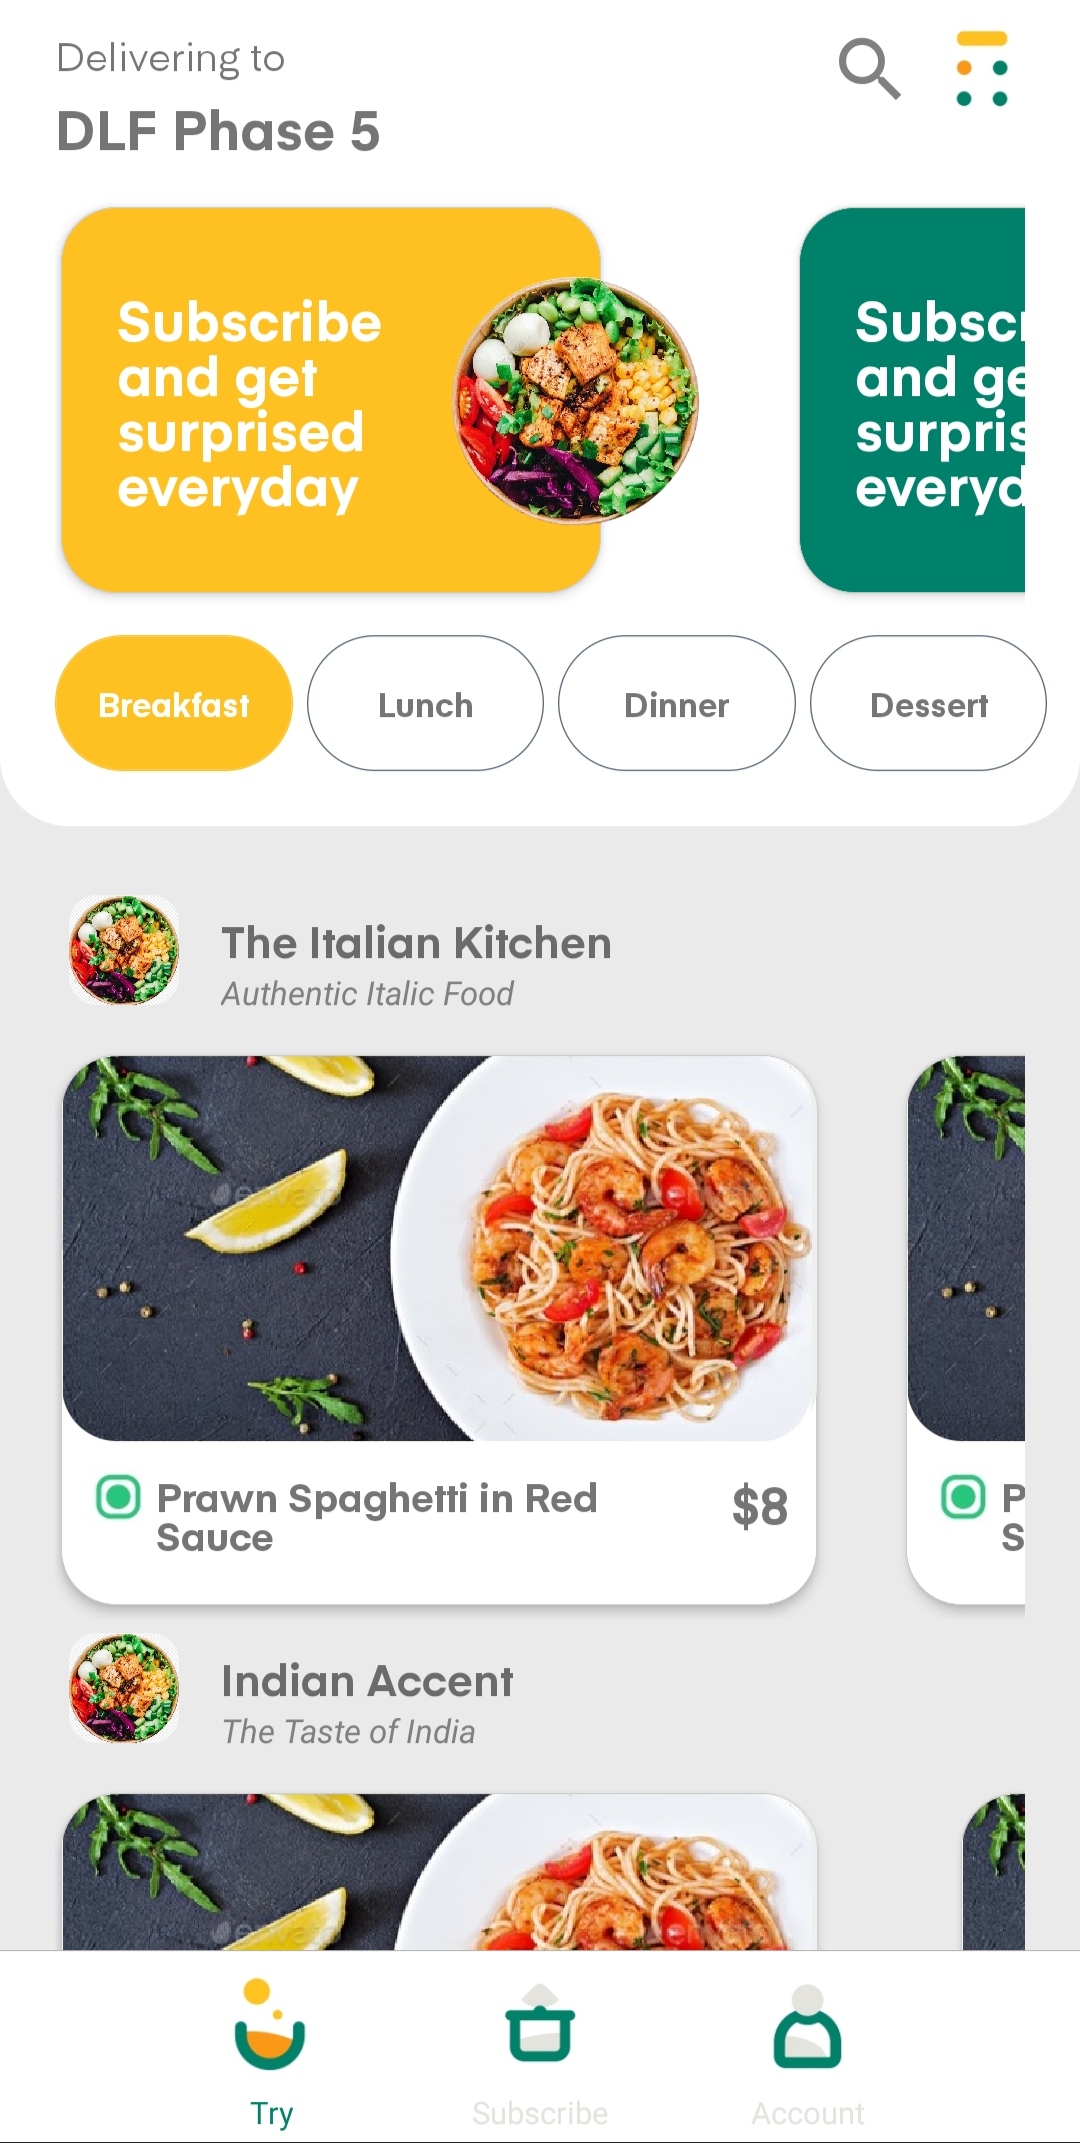 Delivering to
DLF Phase 5
Subscribe
and get
surprised
everyday
Subscr
and ge
surpris
everyd
Breakfast
Lunch
Dinner
Dessert
The Italian Kitchen
Authentic Italic Food
Prawn Spaghetti in Red
Sauce
$8
P
S
Indian Accent
The Taste of India
Try
Subscribe
Account